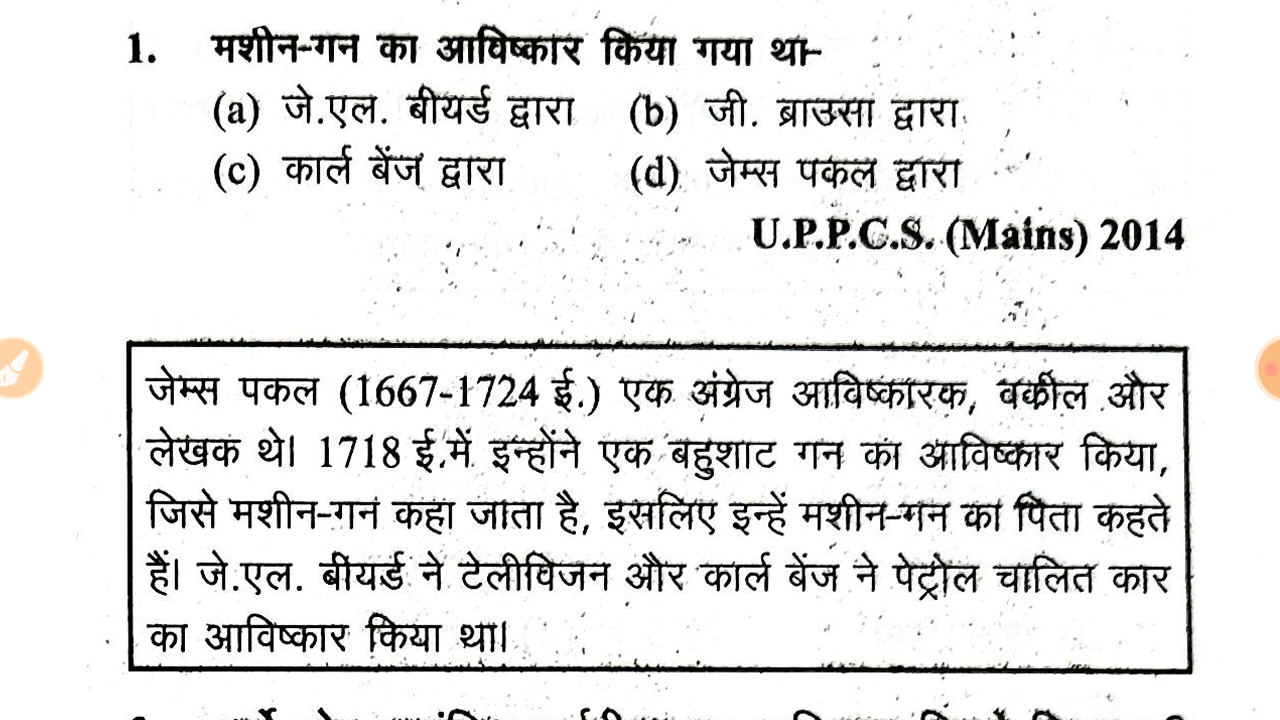 1. मशीन-गन का आविष्कार किया गया था-
(a) जे.एल. बीयर्ड द्वारा (b) जी. ब्राउसा द्वारा
(c) कार्ल बेंज द्वारा (d) जेम्स पकल द्वारा
U.P.P.C.S. (Mains) 2014
जेम्स पकल (1667-1724 ई.) एक अंग्रेज आविष्कारक, वकील और
लेखक थे। 1718 ई.में इन्होंने एक बहुशाट गन का आविष्कार किया,
जिसे मशीन-गन कहा जाता है, इसलिए इन्हें मशीन-गन का पिता कहते
हैं। जे.एल. बीयर्ड ने टेलीविजन और कार्ल बेंज ने पेट्रोल चालित कार
का आविष्कार किया था।